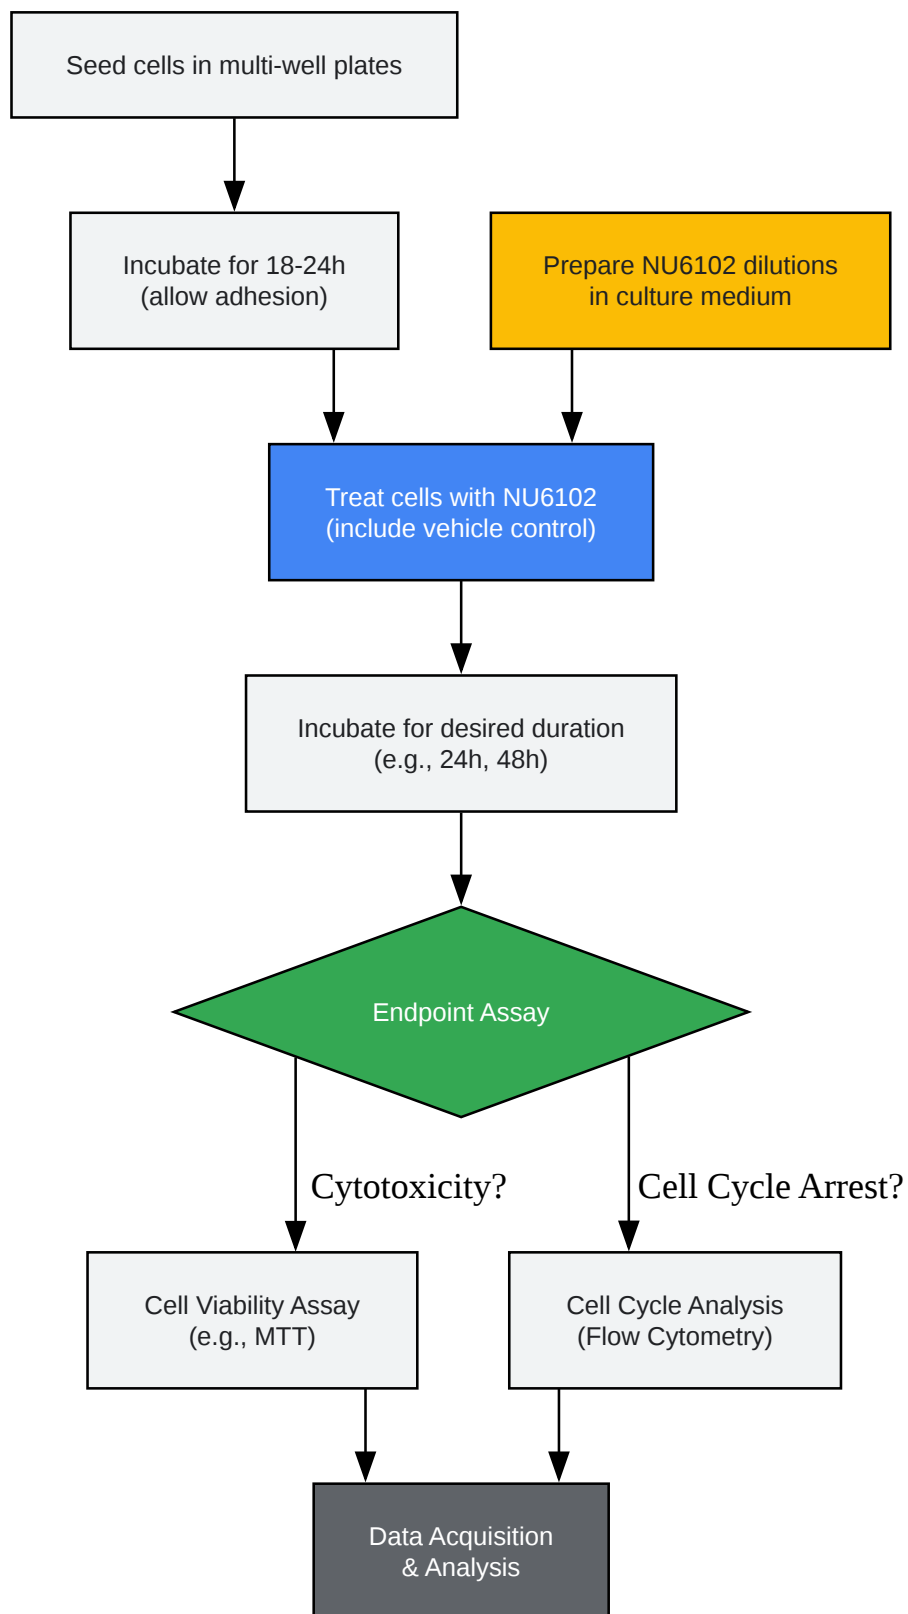 Seed cells in multi-well plates
Incubate for 18-24h
(allow adhesion)
Prepare NU6102 dilutions
in culture medium
Treat cells with NU6102
(include vehicle control)
Incubate for desired duration
(e.g., 24h, 48h)
Endpoint Assay
Cytotoxicity?
Cell Cycle Arrest?
Cell Viability Assay
(e.g., MTT)
Cell Cycle Analysis
(Flow Cytometry)
Data Acquisition
& Analysis